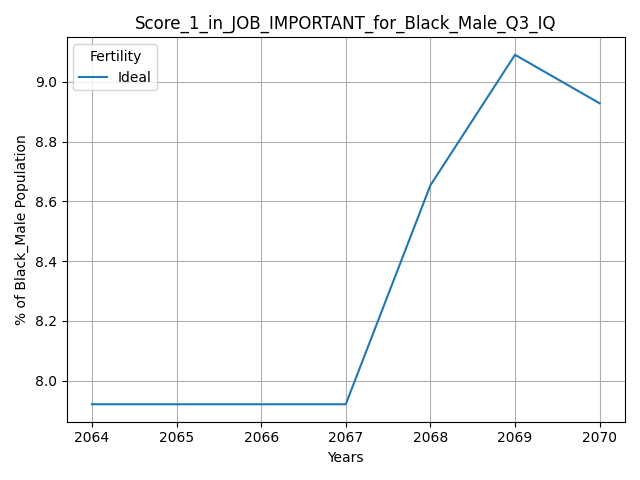 Score_1_in_JOB_IMPORTANT_for_Black_Male_Q3_IQ
Fertility
Ideal
% of Black_Male Population
9.0
8.8
8.6
8.4
8.2
8.0
2064 2065 2066 2067 2068 2069 2070
Years